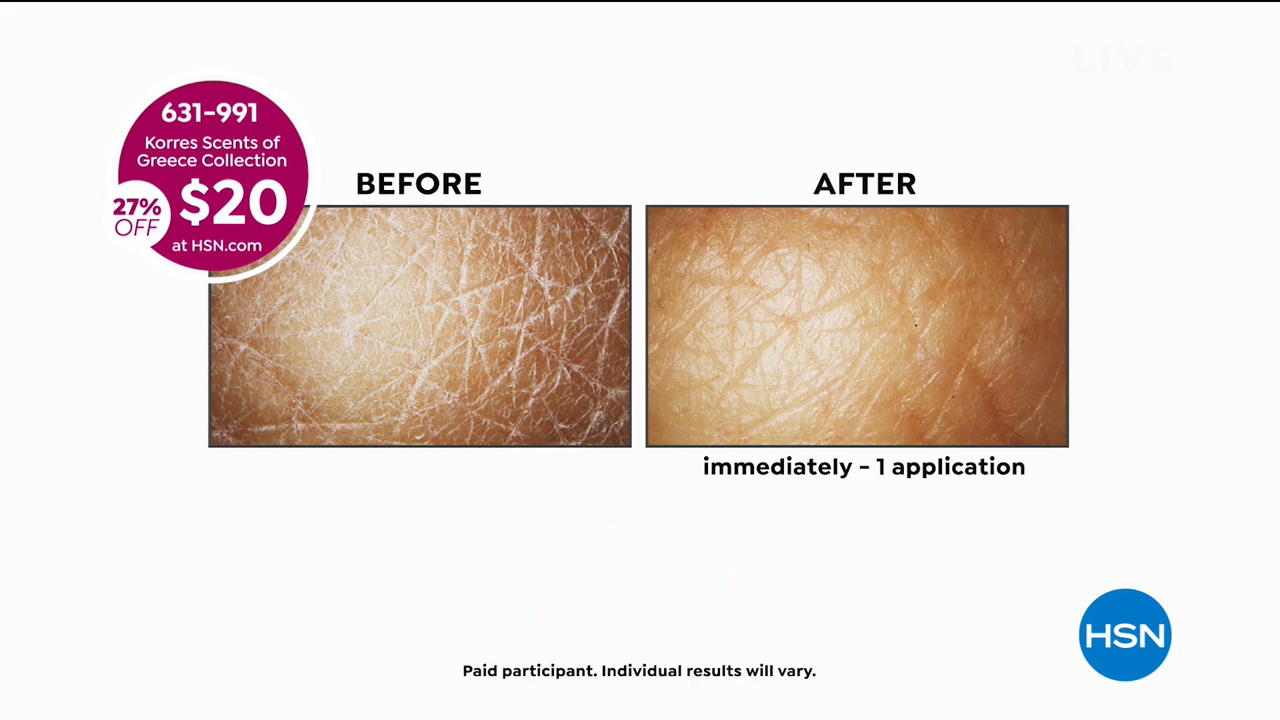 LIVE
631-991
Korres Scents of
Greece Collection
27%
OFF
$20
at HSN.com
BEFORE
AFTER
immediately - 1 application
HSN
Paid participant. Individual results will vary.